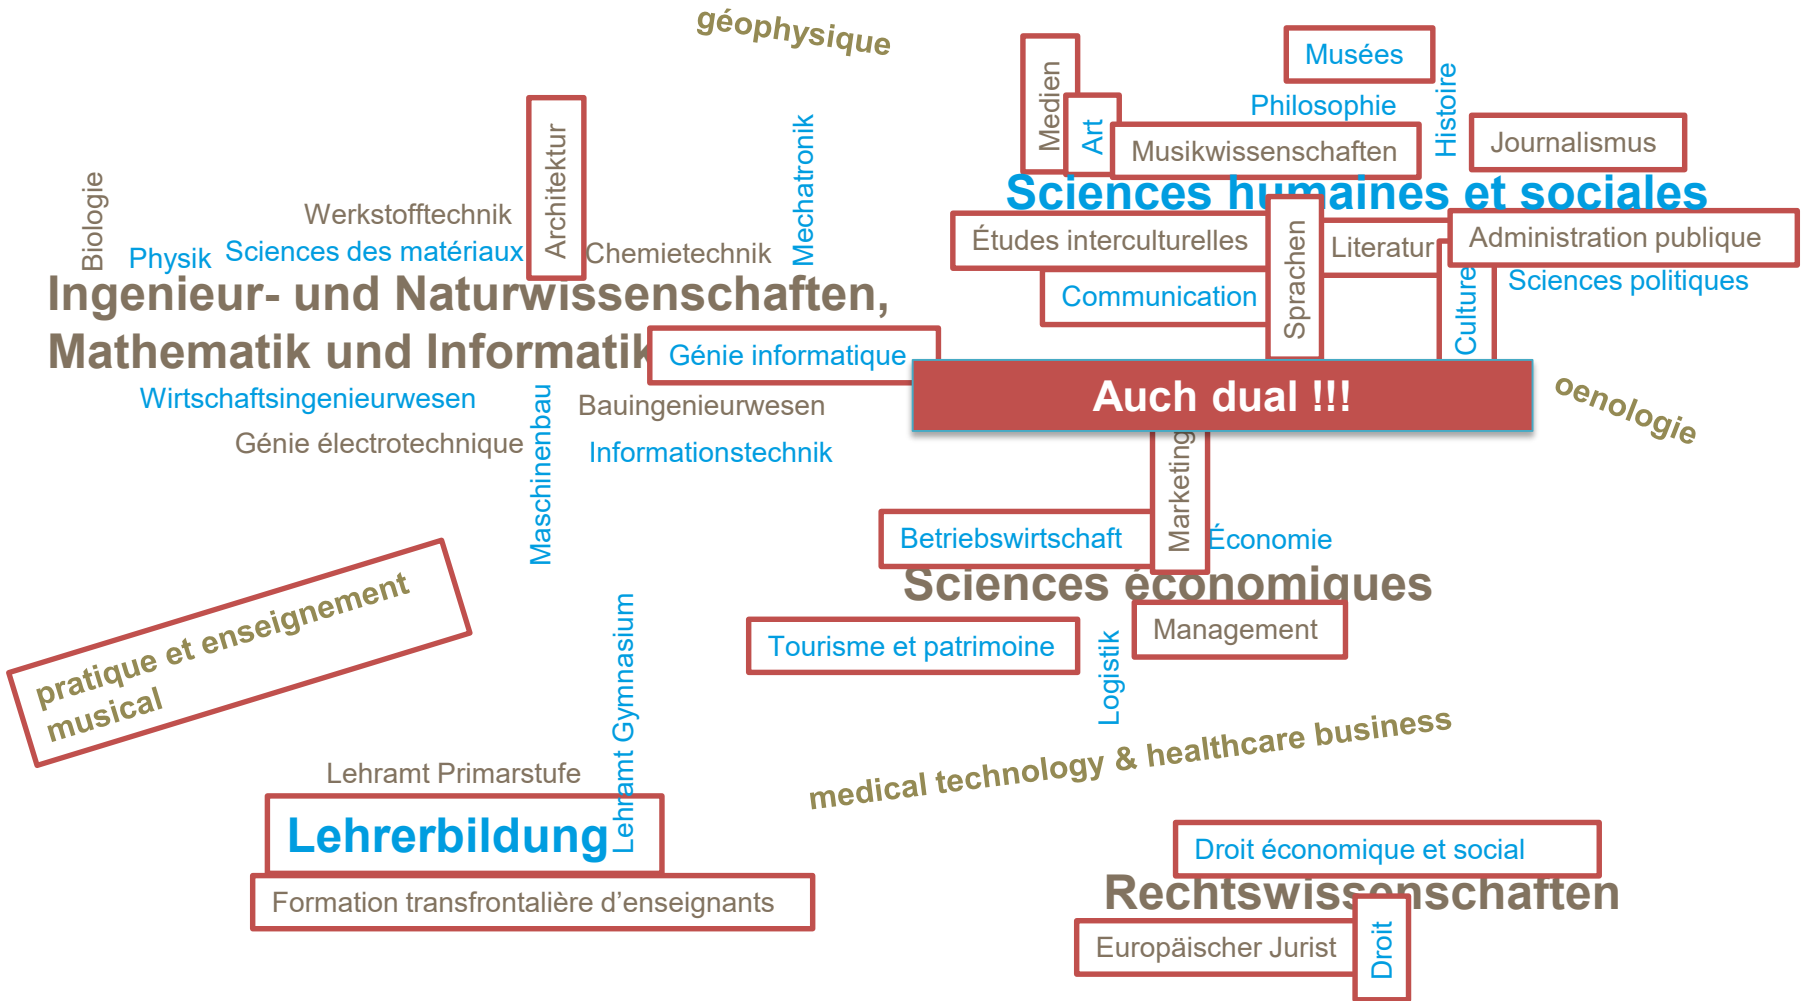 géophysique
Musées
Medien
Art
Philosophie
Histoire
Musikwissenschaften
Journalismus
Sciences humaines et sociales
Études interculturelles
Sprachen
Literatur
Administration publique
Communication
Culture
Sciences politiques
Biologie
Werkstofftechnik
Architektur
Mechatronik
Physik
Sciences des matériaux
Chemietechnik
Ingenieur- und Naturwissenschaften,
Mathematik und Informatik
Génie informatique
Auch dual !!!
Wirtschaftsingenieurwesen
Maschinenbau
Bauingenieurwesen
Génie électrotechnique
Informationstechnik
oenologie
Marketing
Betriebswirtschaft
Économie
Sciences économiques
Tourisme et patrimoine
Logistik
Management
pratique et enseignement
musical
medical technology & healthcare business
Lehramt Primarstufe
Lehramt Gymnasium
Lehrerbildung
Formation transfrontalière d’enseignants
Droit économique et social
Rechtswissenschaften
Europäischer Jurist
Droit